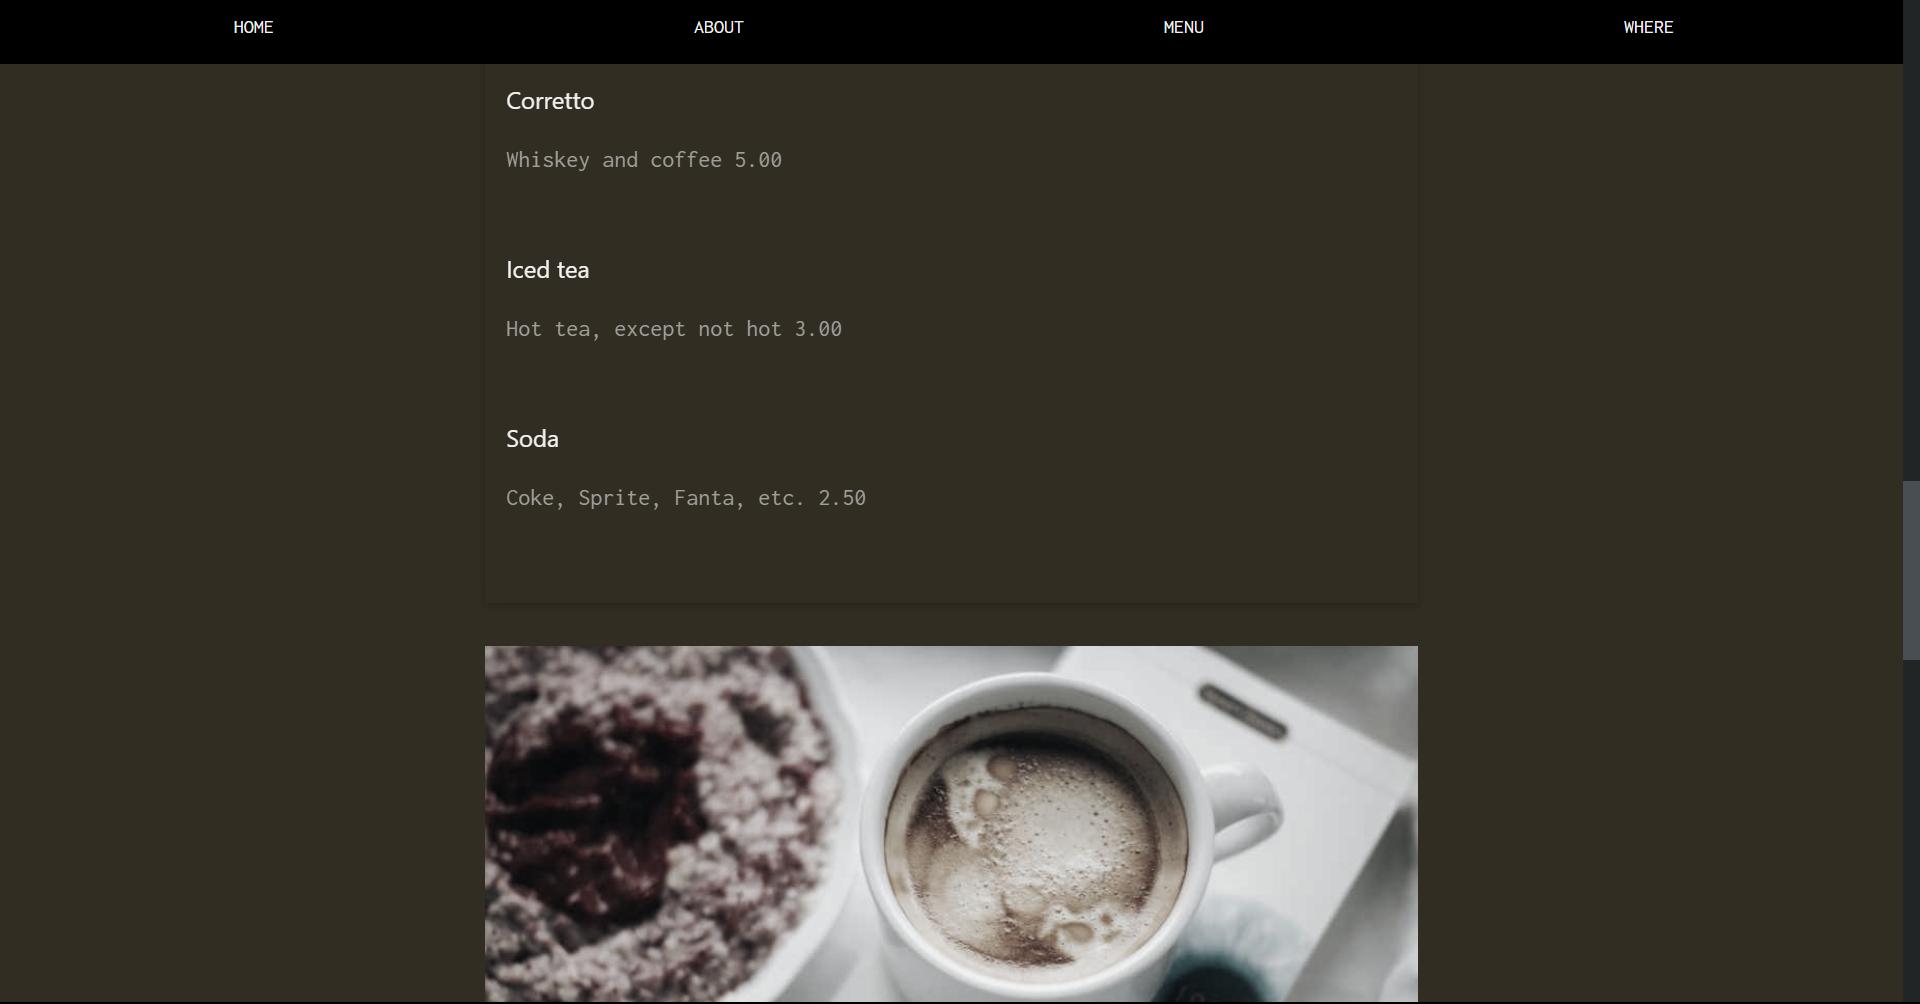 HOME ABOUT MENU WHERE
Corretto
Whiskey and coffee 5.00
Iced tea
Hot tea, except not hot 3.00
Soda
Coke, Sprite, Fanta, etc. 2.50